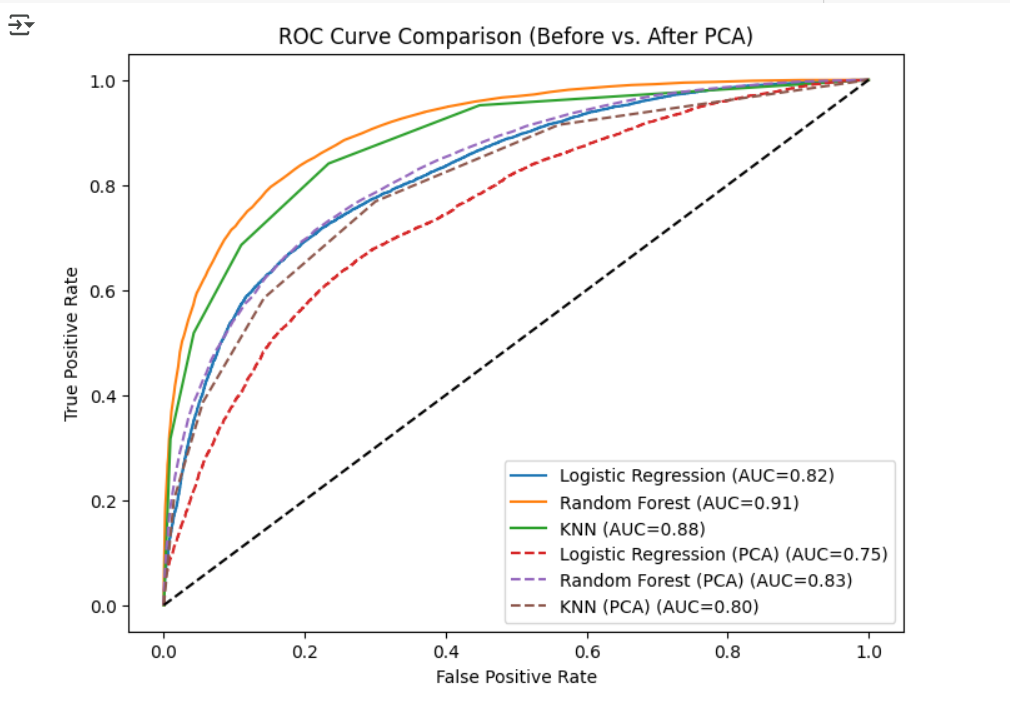 ROC Curve Comparison (Before vs. After PCA)
1.0
0.8
0.6
0.4
0.2
0.0
True Positive Rate
0.0 0.2 0.4 0.6 0.8 1.0
False Positive Rate
Logistic Regression (AUC=0.82)
Random Forest (AUC=0.91)
KNN (AUC=0.88)
Logistic Regression (PCA) (AUC=0.75)
Random Forest (PCA) (AUC=0.83)
KNN (PCA) (AUC=0.80)